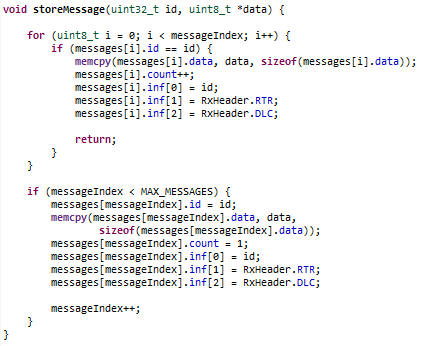 void storeMessage(uint32_t id, uint8_t *data) {
for (uint8_t i = 0; i < messageIndex; i++) {
if (messages[i].id == id) {
memcpy(messages[i].data, data, sizeof(messages[i].data));
messages[i].count++;
messages[i].inf[0] = id;
messages[i].inf[1] = RxHeader.RTR;
messages[i].inf[2] = RxHeader.DLC;
return;
}
}
if (messageIndex < MAX_MESSAGES) {
messages[messageIndex].id = id;
memcpy(messages[messageIndex].data, data,
sizeof(messages[messageIndex].data));
messages[messageIndex].count = 1;
messages[messageIndex].inf[0] = id;
messages[messageIndex].inf[1] = RxHeader.RTR;
messages[messageIndex].inf[2] = RxHeader.DLC;
messageIndex++;
}
}